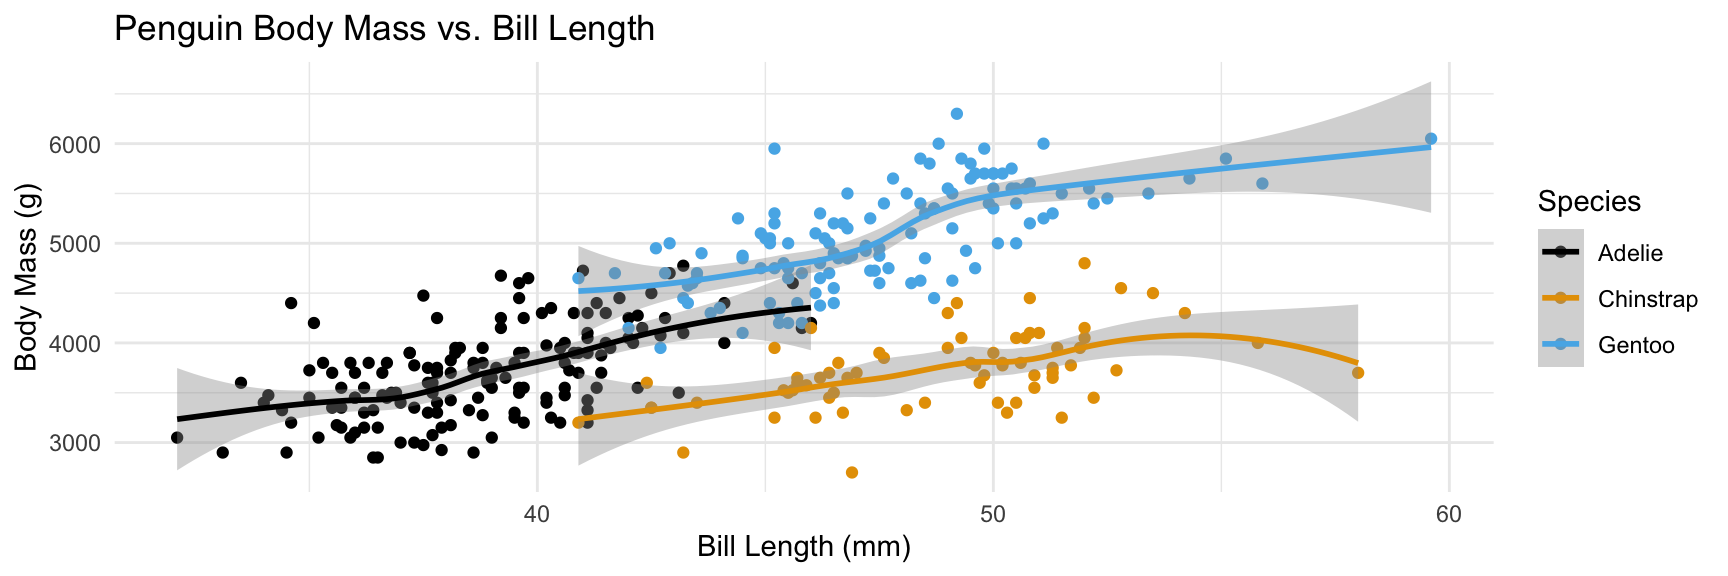 Penguin Body Mass vs. Bill Length
Body Mass (g)
6000
5000
4000
3000
40
50
60
Bill Length (mm)
Species
Adelie
Chinstrap
Gentoo